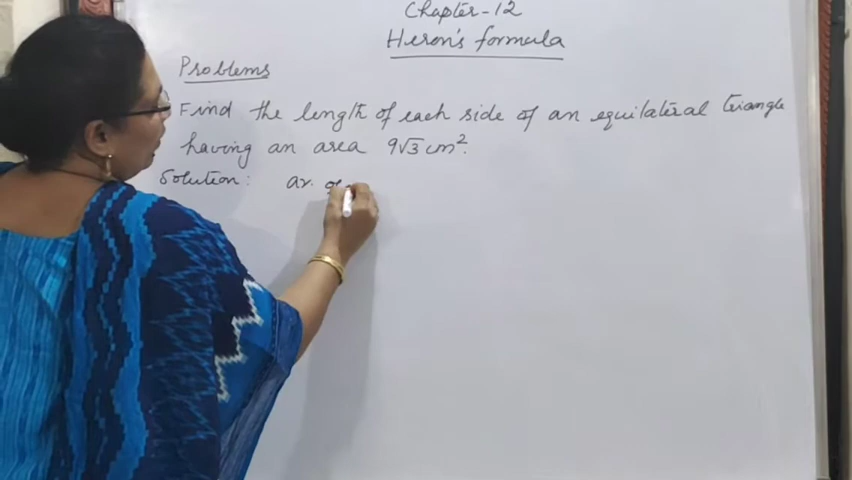 Chapter-12
Heron's formula
Problems
Find the length of each side of an equilateral triangle
having an area 9√3 cm².
Solution: ar. of